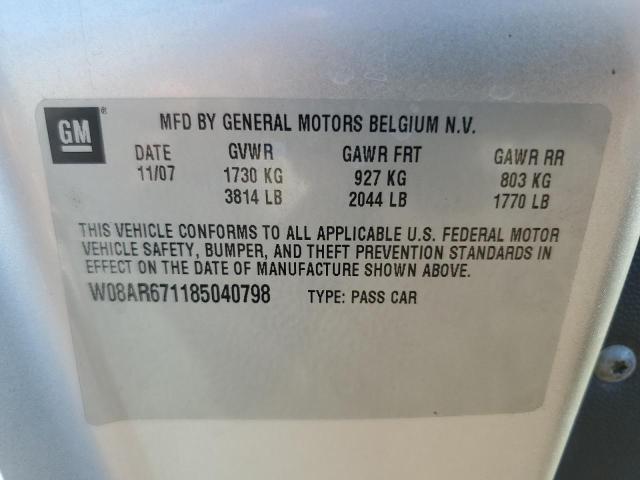 GM ®
MFD BY GENERAL MOTORS BELGIUM N.V.
DATE GVWR GAWR FRT GAWR RR
11/07 1730 KG 927 KG 803 KG
3814 LB 2044 LB 1770 LB
THIS VEHICLE CONFORMS TO ALL APPLICABLE U.S. FEDERAL MOTOR
VEHICLE SAFETY, BUMPER, AND THEFT PREVENTION STANDARDS IN
EFFECT ON THE DATE OF MANUFACTURE SHOWN ABOVE.
W08AR671185040798 TYPE: PASS CAR